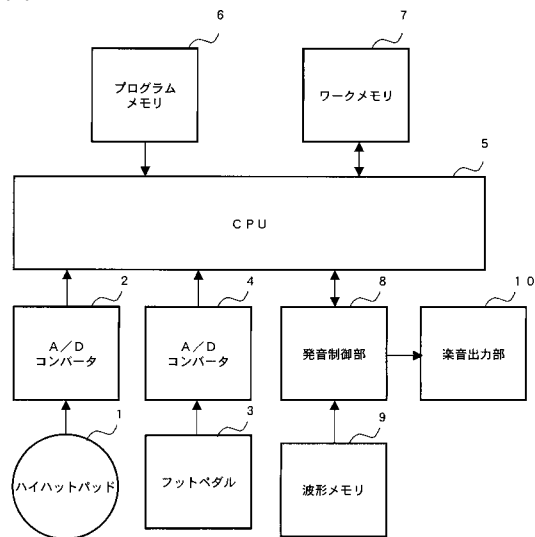 6
7
プログラム
メモリ
ワークメモリ
5
ＣＰＵ
2
4
8
１０
Ａ／Ｄ
コンバータ
Ａ／Ｄ
コンバータ
発音制御部
楽音出力部
1
3
9
ハイハットパッド
フットペダル
波形メモリ